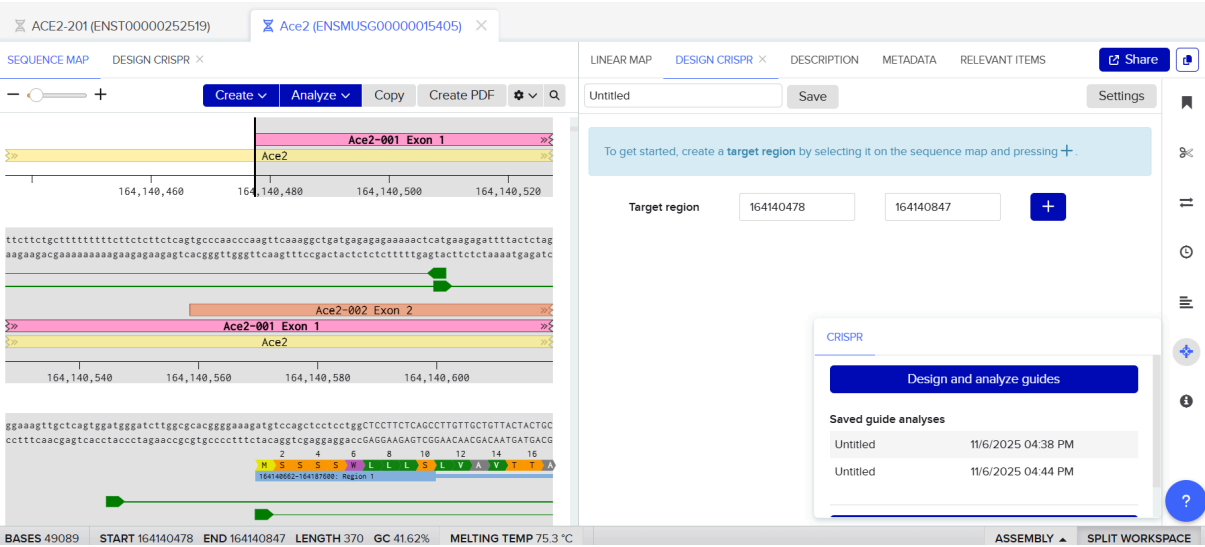 ACE2-201 (ENST00000252519)
Ace2 (ENSMUSG00000015405)
SEQUENCE MAP
DESIGN CRISPR
LINEAR MAP
DESIGN CRISPR
DESCRIPTION
METADATA
RELEVANT ITEMS
Share
Create
Analyze
Copy
Create PDF
Untitled
Save
Settings
Ace2-001 Exon 1
Ace2
164,140,460
164,140,480
164,140,500
164,140,520
To get started, create a target region by selecting it on the sequence map and pressing + .
Target region
164140478
164140847
+
ttcttctgctttttttttcttctcttctcagtgcccaacccaagttcaaaggctgatgagagagaaaaactcatgaagagattttactctag
aagaagacgaaaaaaaaagaagagaagagtcacgggttgggttcaagtttccgactactctctctttttgagtacttctctaaaatgagatc
Ace2-002 Exon 2
Ace2-001 Exon 1
Ace2
164,140,540
164,140,560
164,140,580
164,140,600
ggaaagttgctcagtggatgggatcttggcgcacggggaaagatgtccagctcctcctggCTCCTTCTCAGCCTTGTTGCTGTTACTACTGC
cctttcaacgagtcacctaccctagaaccgcgtgcccctttctacaggtcgaggaggaccGAGGAAGAGTCGGAACAACGACAATGATGACG
2 4 6 8 10 12 14 16
M S S S S W L L L S L V A V T T A
164140662-164187600: Region 1
CRISPR
Design and analyze guides
Saved guide analyses
Untitled 11/6/2025 04:38 PM
Untitled 11/6/2025 04:44 PM
?
BASES 49089 START 164140478 END 164140847 LENGTH 370 GC 41.62% MELTING TEMP 75.3 °C
ASSEMBLY
SPLIT WORKSPACE